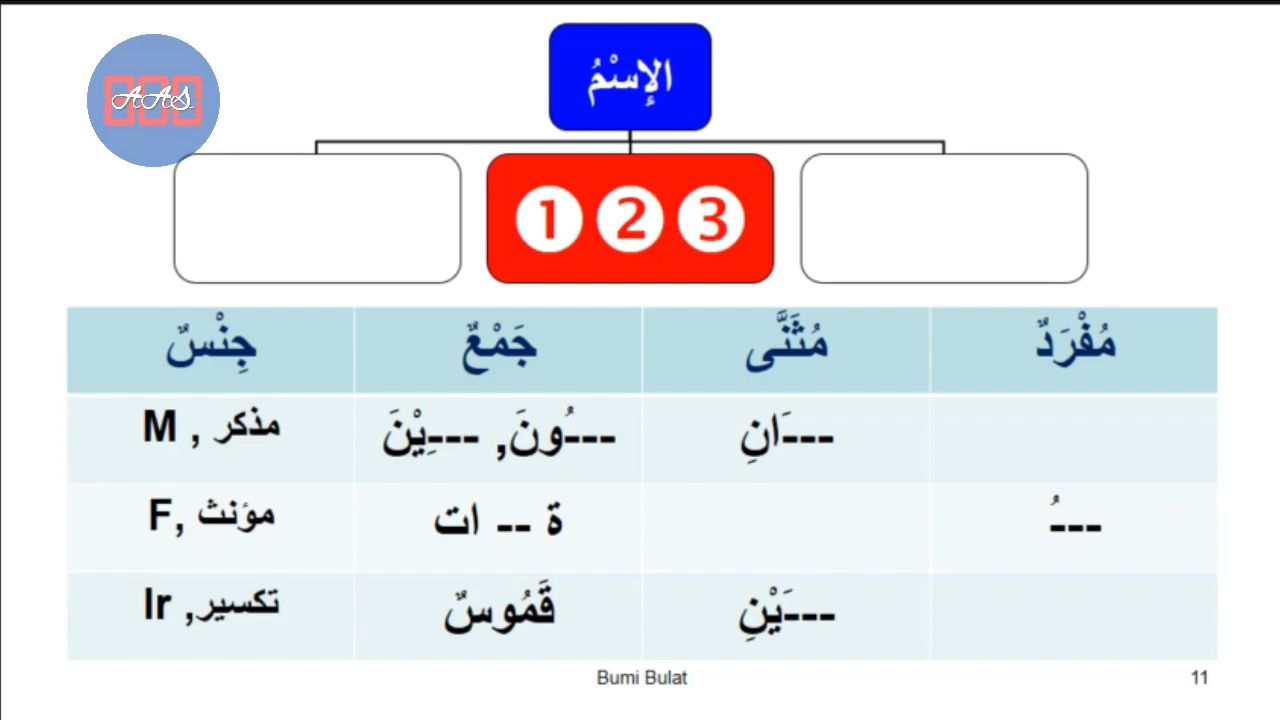 AAS
الإسْمُ
1 2 3
مُفْرَدٌ مُثَنَّى جَمْعٌ جِنْسٌ
---َانِ ---ُونَ, ---ِيْنَ مذكر , M
---ُ ة -- ات مؤنث ,F
---َيْنِ قَمُوسٌ تكسير, Ir
Bumi Bulat 11